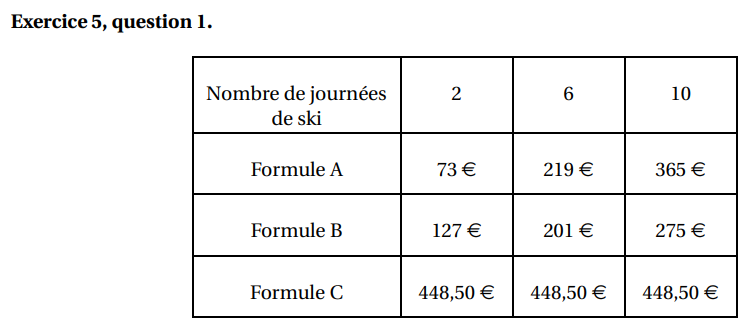 Exercice 5, question 1.
Nombre de journées de ski 2 6 10
Formule A 73 € 219 € 365 €
Formule B 127 € 201 € 275 €
Formule C 448,50 € 448,50 € 448,50 €